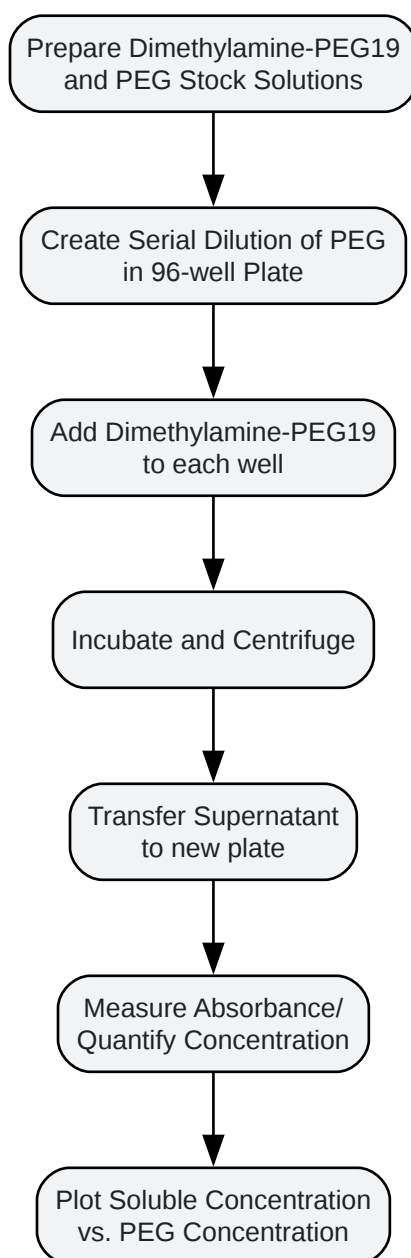 Prepare Dimethylamine-PEG19
and PEG Stock Solutions
Create Serial Dilution of PEG
in 96-well Plate
Add Dimethylamine-PEG19
to each well
Incubate and Centrifuge
Transfer Supernatant
to new plate
Measure Absorbance/
Quantify Concentration
Plot Soluble Concentration
vs. PEG Concentration